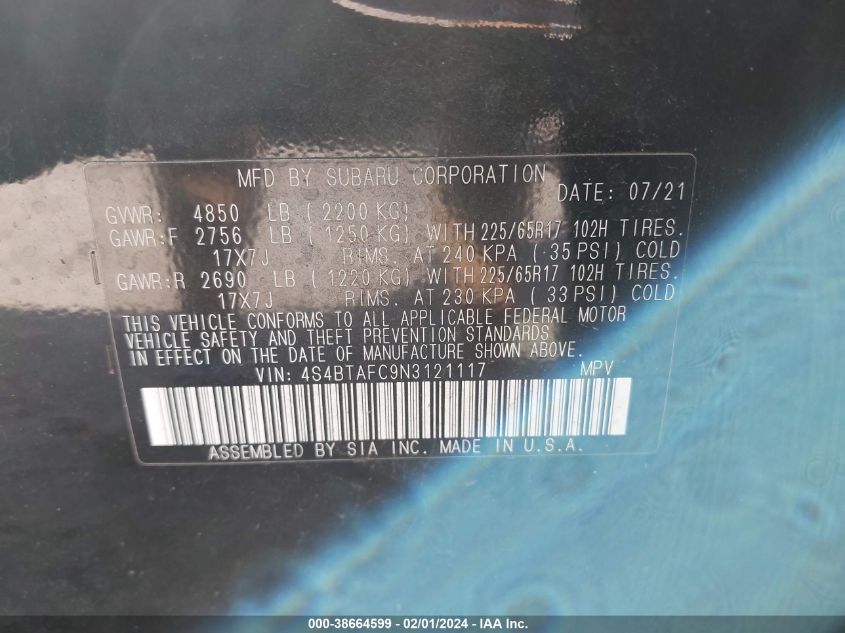 MFD BY SUBARU CORPORATION DATE: 07/21
GVWR: 4850 LB ( 2200 KG)
GAWR:F 2756 LB ( 1250 KG) WITH 225/65R17 102H TIRES.
17X7J RIMS. AT 240 KPA ( 35 PSI) COLD
GAWR:R 2690 LB ( 1220 KG) WITH 225/65R17 102H TIRES.
17X7J RIMS. AT 230 KPA ( 33 PSI) COLD
THIS VEHICLE CONFORMS TO ALL APPLICABLE FEDERAL MOTOR
VEHICLE SAFETY AND THEFT PREVENTION STANDARDS
IN EFFECT ON THE DATE OF MANUFACTURE SHOWN ABOVE.
VIN: 4S4BTAFC9N3121117 MPV
ASSEMBLED BY SIA INC. MADE IN U.S.A.
000-38664599 - 02/01/2024 - IAA Inc.